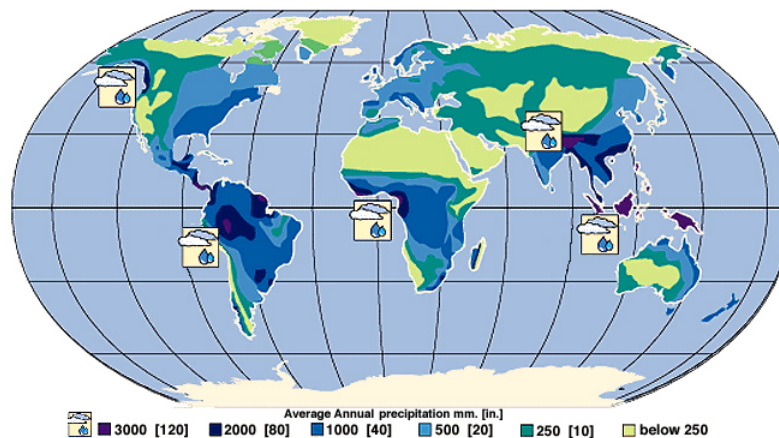 Average Annual precipitation mm. [in.]
3000 [120] 2000 [80] 1000 [40] 500 [20] 250 [10] below 250